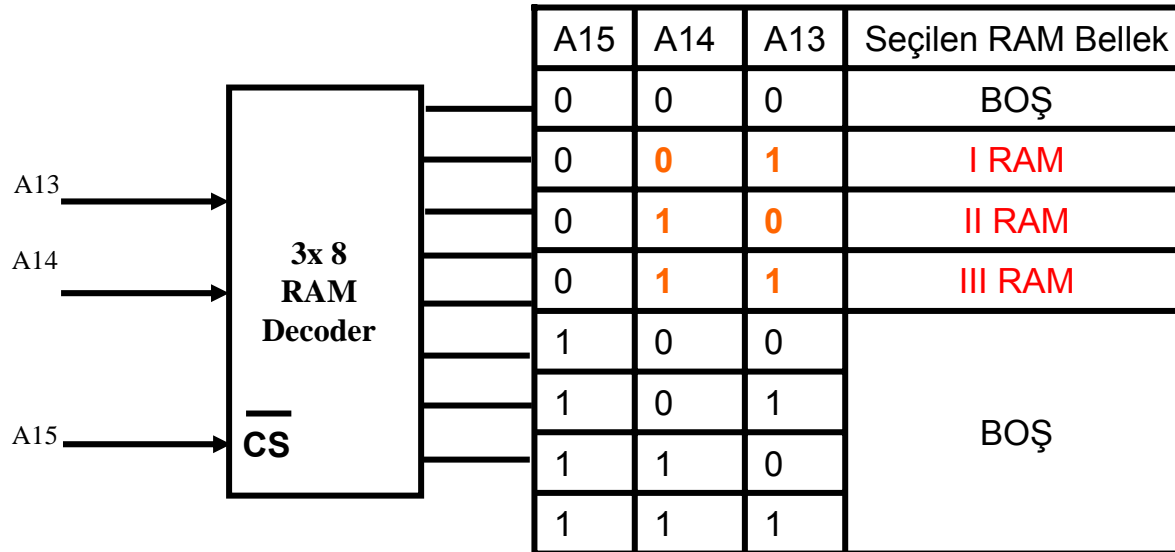 A13
A14
A15
3x 8
RAM
Decoder
CS
A15 A14 A13 Seçilen RAM Bellek
0 0 0 BOŞ
0 0 1 I RAM
0 1 0 II RAM
0 1 1 III RAM
1 0 0
1 0 1
BOŞ
1 1 0
1 1 1